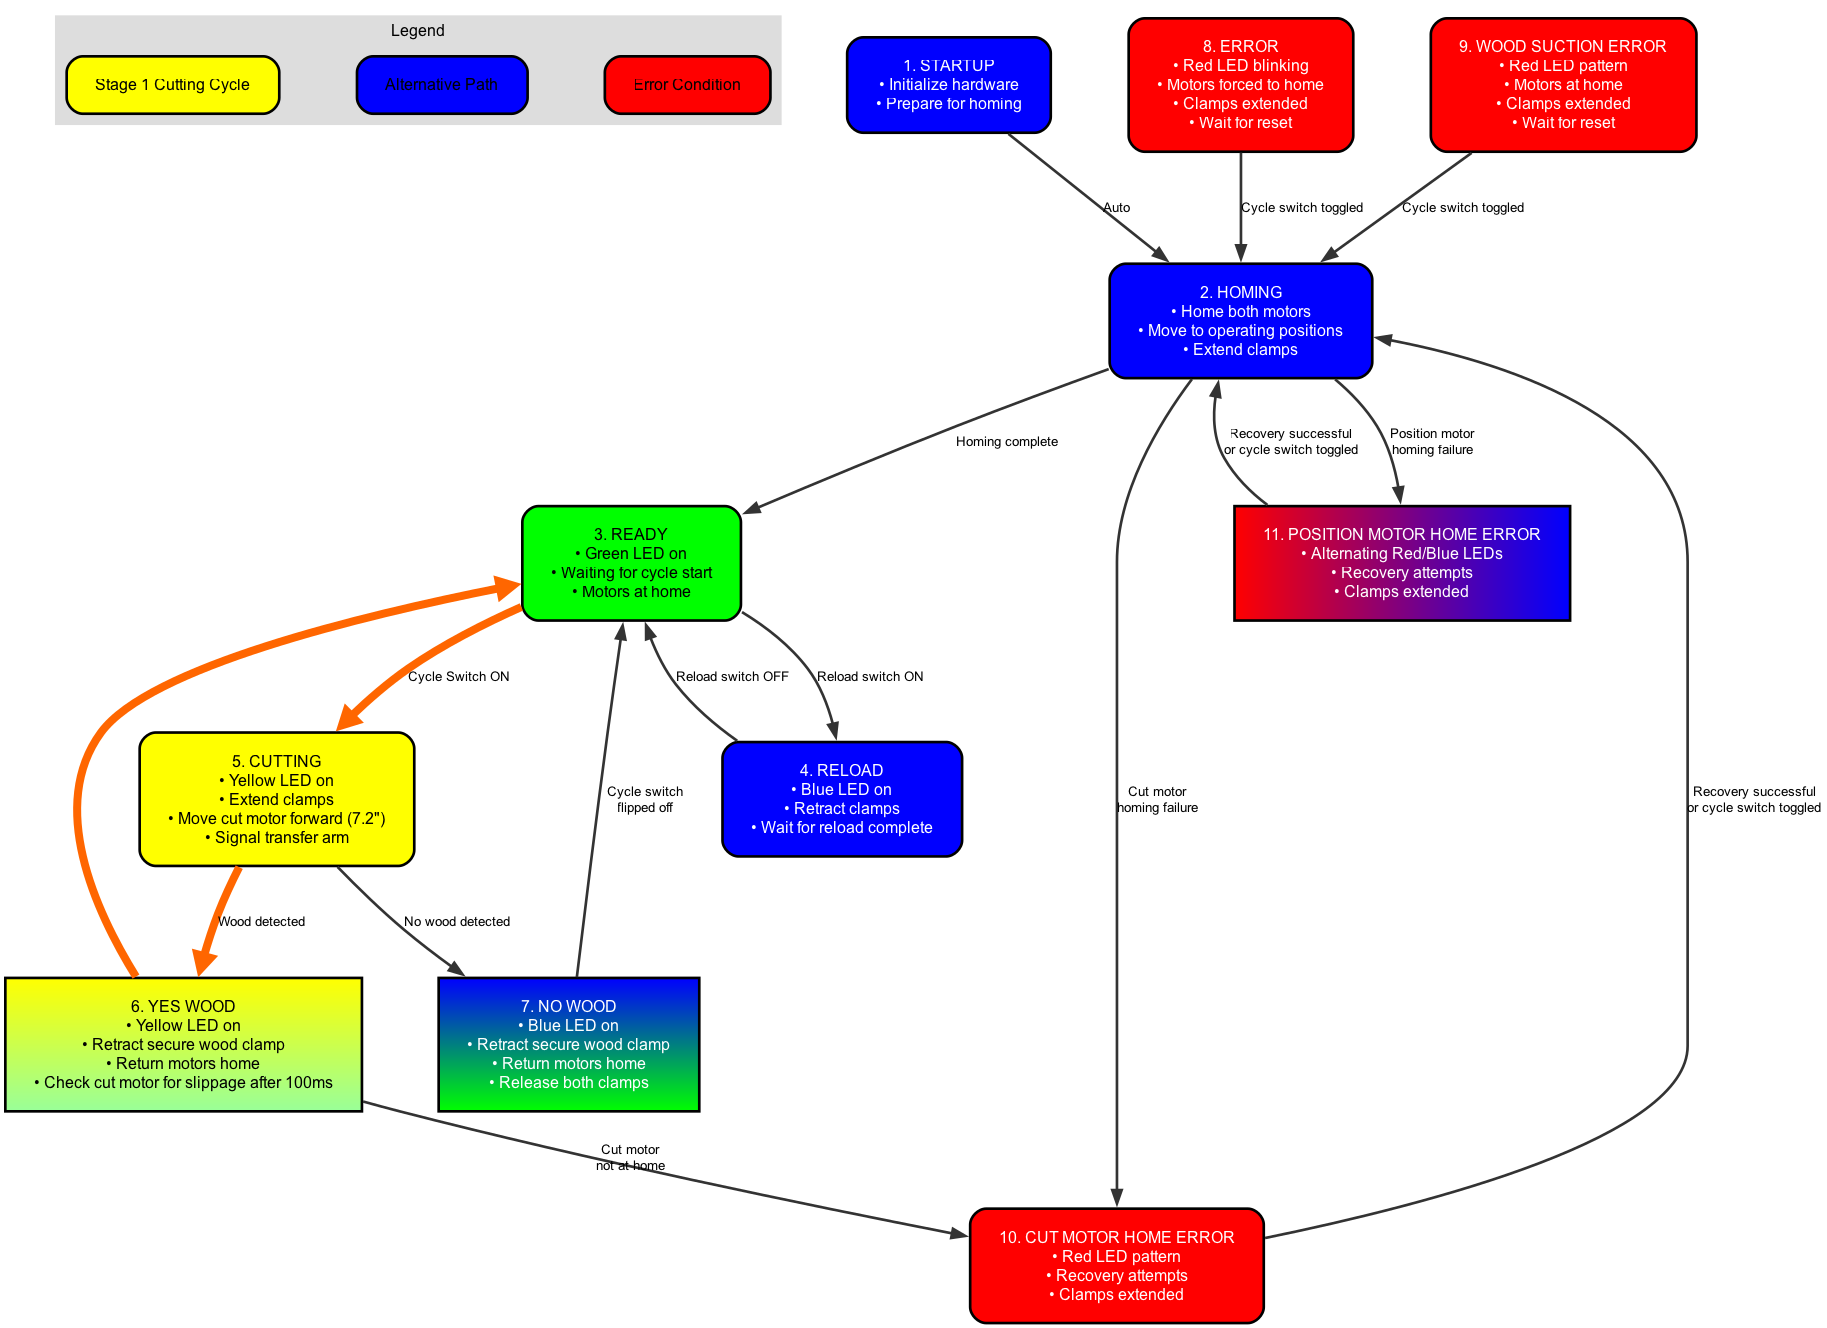 Legend
Stage 1 Cutting Cycle
Alternative Path
Error Condition
1. STARTUP
• Initialize hardware
• Prepare for homing
8. ERROR
• Red LED blinking
• Motors forced to home
• Clamps extended
• Wait for reset
9. WOOD SUCTION ERROR
• Red LED pattern
• Motors at home
• Clamps extended
• Wait for reset
Auto
Cycle switch toggled
Cycle switch toggled
2. HOMING
• Home both motors
• Move to operating positions
• Extend clamps
Homing complete
Recovery successful
or cycle switch toggled
Position motor
homing failure
3. READY
• Green LED on
• Waiting for cycle start
• Motors at home
11. POSITION MOTOR HOME ERROR
• Alternating Red/Blue LEDs
• Recovery attempts
• Clamps extended
Cycle Switch ON
Reload switch OFF
Reload switch ON
5. CUTTING
• Yellow LED on
• Extend clamps
• Move cut motor forward (7.2")
• Signal transfer arm
Cycle switch
flipped off
4. RELOAD
• Blue LED on
• Retract clamps
• Wait for reload complete
Cut motor
homing failure
Recovery successful
or cycle switch toggled
Wood detected
No wood detected
6. YES WOOD
• Yellow LED on
• Retract secure wood clamp
• Return motors home
• Check cut motor for slippage after 100ms
7. NO WOOD
• Blue LED on
• Retract secure wood clamp
• Return motors home
• Release both clamps
Cut motor
not at home
10. CUT MOTOR HOME ERROR
• Red LED pattern
• Recovery attempts
• Clamps extended